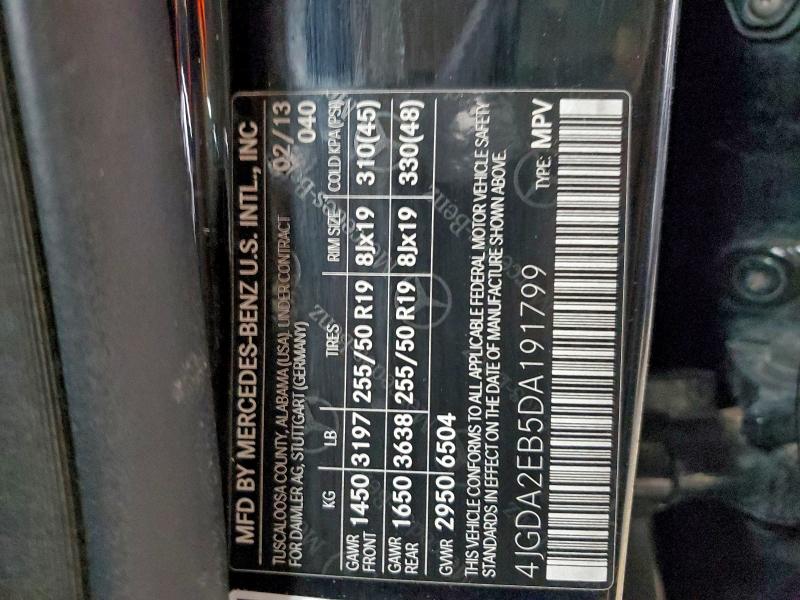 MFD BY MERCEDES-BENZ U.S. INTL., INC
TUSCALOOSA COUNTY, ALABAMA (USA), UNDER CONTRACT 02/13
FOR DAIMLER AG, STUTTGART (GERMANY) 040
KG LB TIRES RIM SIZE COLD KPA (PSI)
GAWR FRONT 1450 3197 255/50 R19 8Jx19 310(45)
GAWR REAR 1650 3638 255/50 R19 8Jx19 330(48)
GVWR 2950 6504
THIS VEHICLE CONFORMS TO ALL APPLICABLE FEDERAL MOTOR VEHICLE SAFETY
STANDARDS IN EFFECT ON THE DATE OF MANUFACTURE SHOWN ABOVE.
4JGDA2EB5DA191799 TYPE: MPV